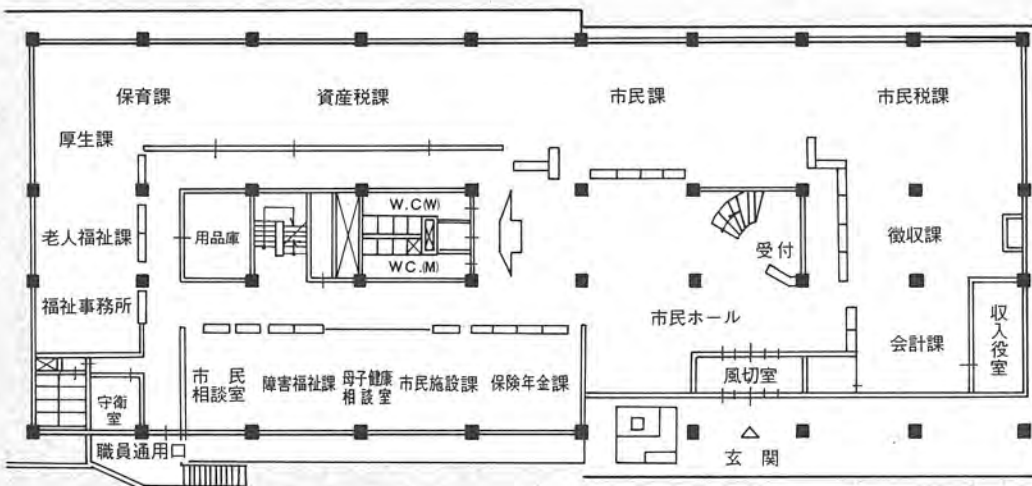 保育課
資産税課
市民課
市民税課
厚生課
W.C(W)
用品庫
老人福祉課
受付
徴収課
WC.(M)
福祉事務所
市民ホール
収入役室
会計課
市民
相談室
障害福祉課
母子健康
相談室
市民施設課
保険年金課
風切室
守衛
室
職員通用口
玄関